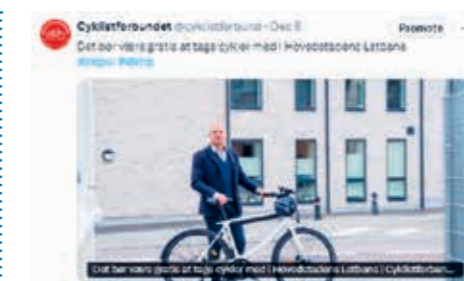 Cyklistforbundet @cyklistforbund · Dec 5
Promote
Det bør være gratis at tage cykler med i Hovedstadens Letbane
Det bør være gratis at tage cykler med i Hovedstadens Letbane | Cyklistforbun...